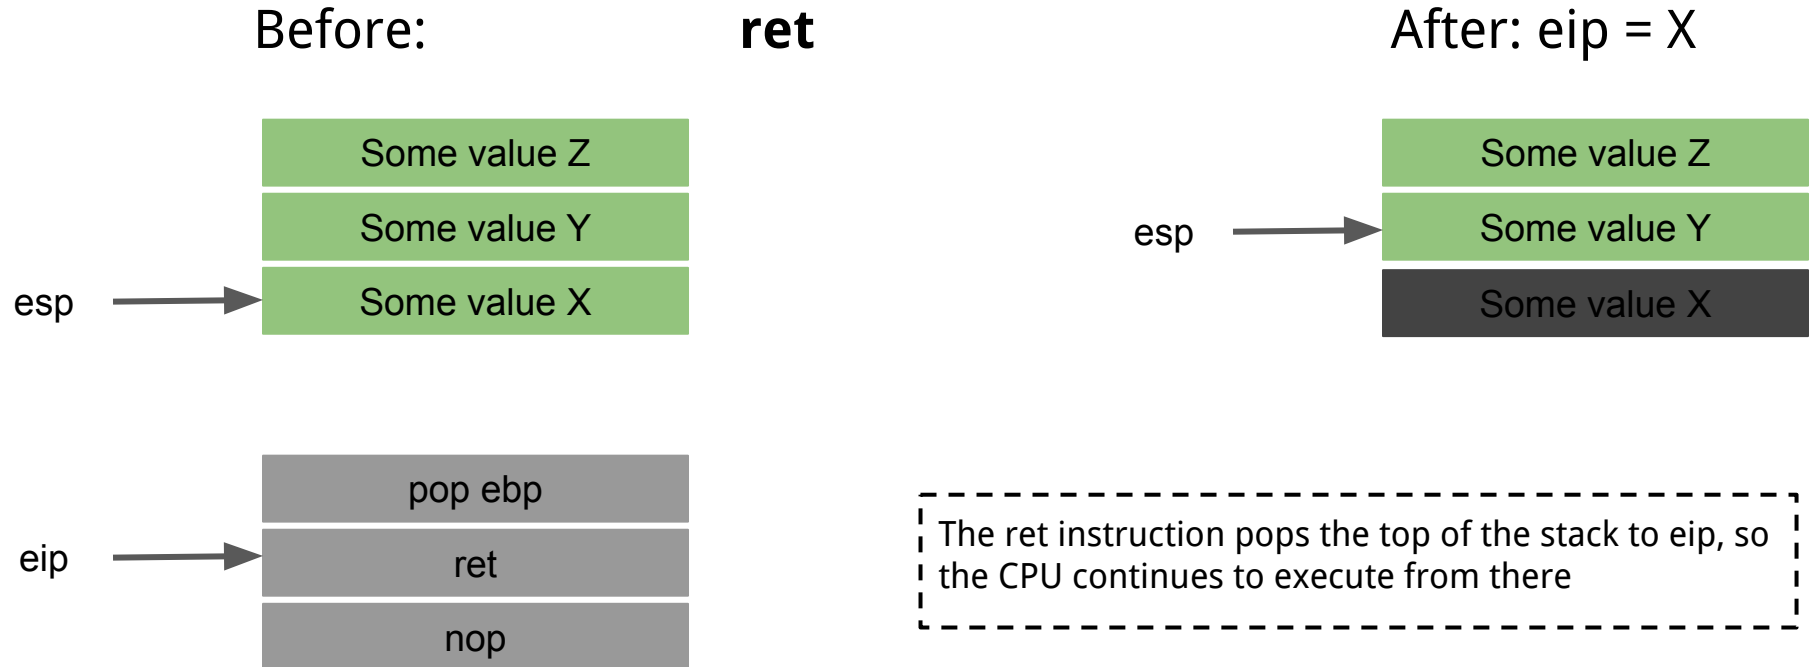 Before:
ret
After: eip = X
Some value Z
Some value Y
esp
Some value X
Some value Z
esp
Some value Y
Some value X
pop ebp
eip
ret
nop
The ret instruction pops the top of the stack to eip, so
the CPU continues to execute from there